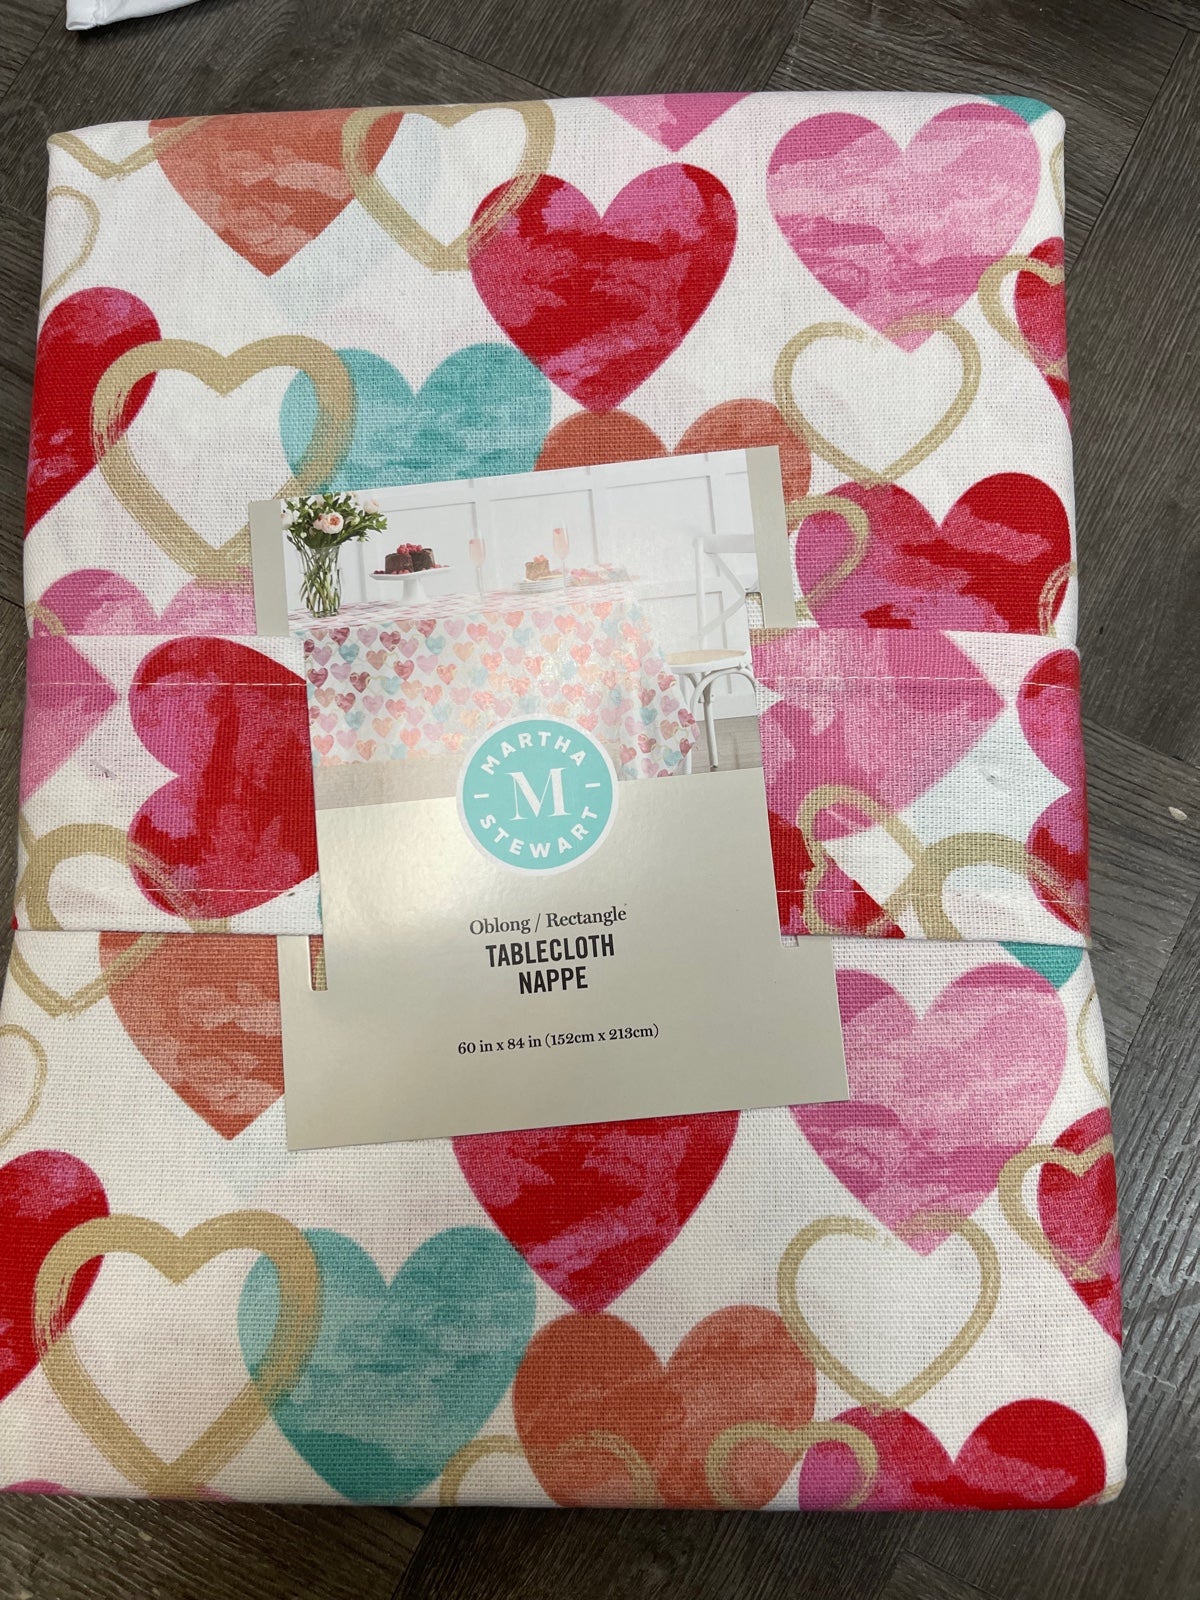 MARTHA
M
STEWART
Oblong / Rectangle
TABLECLOTH
NAPPE
60 in x 84 in (152cm x 213cm)